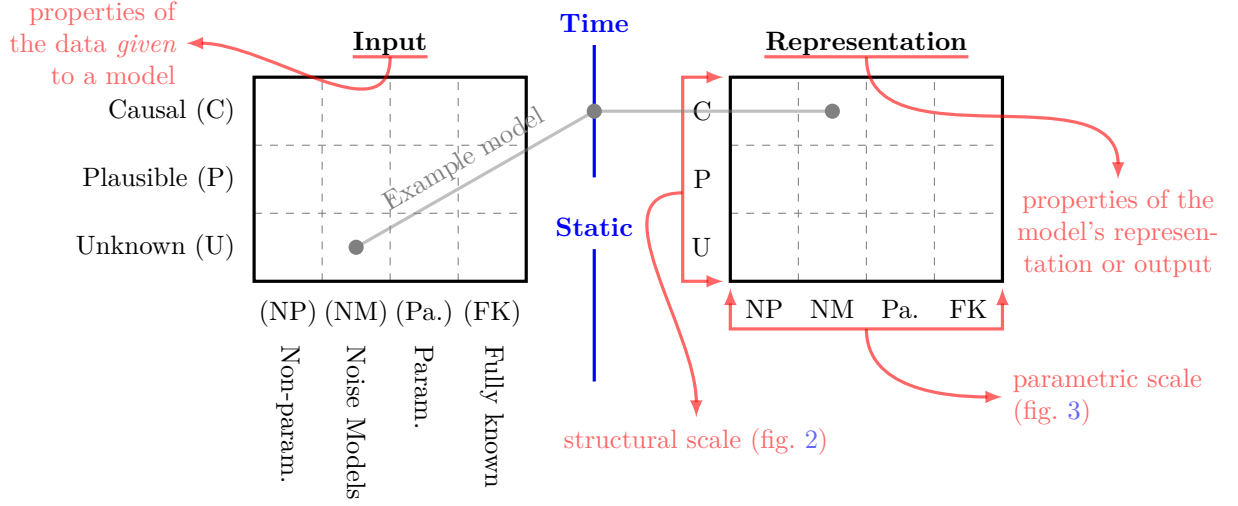 properties
of the data given
to a model
Input
Time
Representation
Causal (C)
Plausible (P)
Unknown (U)
Example model
Static
C
P
U
properties of the
model's represen-
tation or output
(NP) (NM) (Pa.) (FK)
Non-param.
Noise Models
Param.
Fully known
NP NM Pa. FK
structural scale (fig. 2)
parametric scale
(fig. 3)